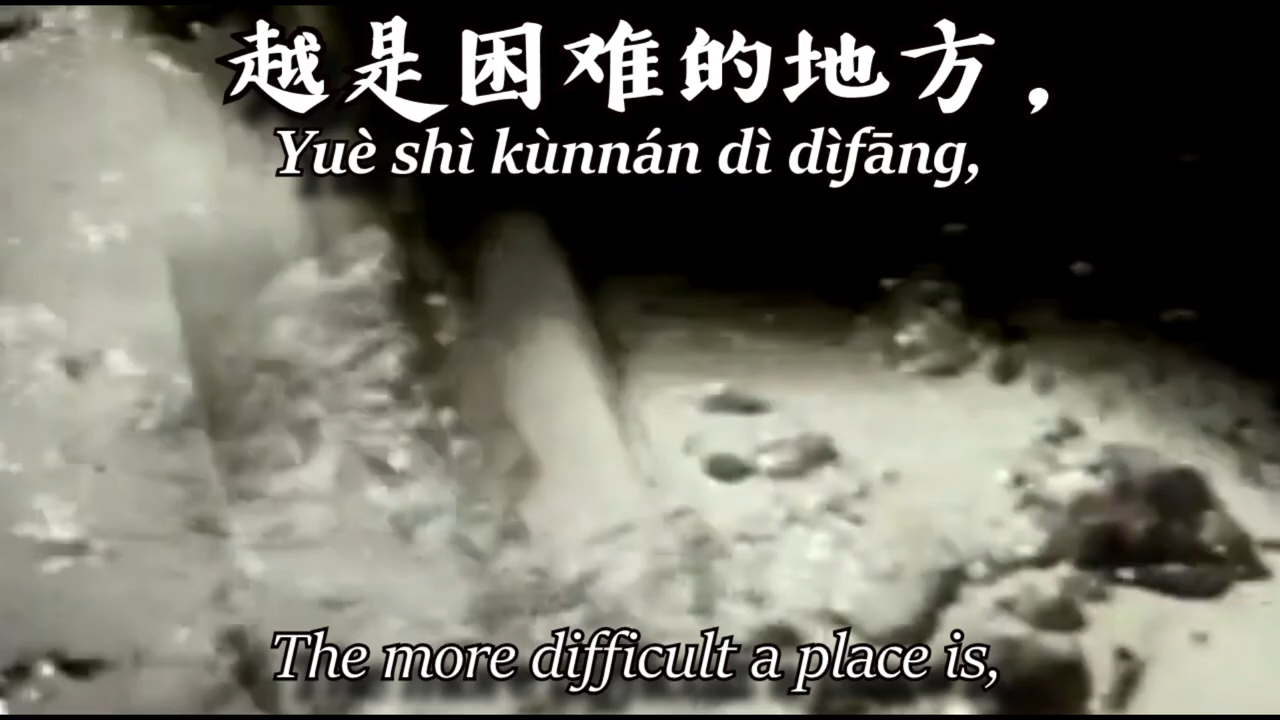 越是困难的地方，
Yuè shì kùnnán dì dìfāng,
The more difficult a place is,